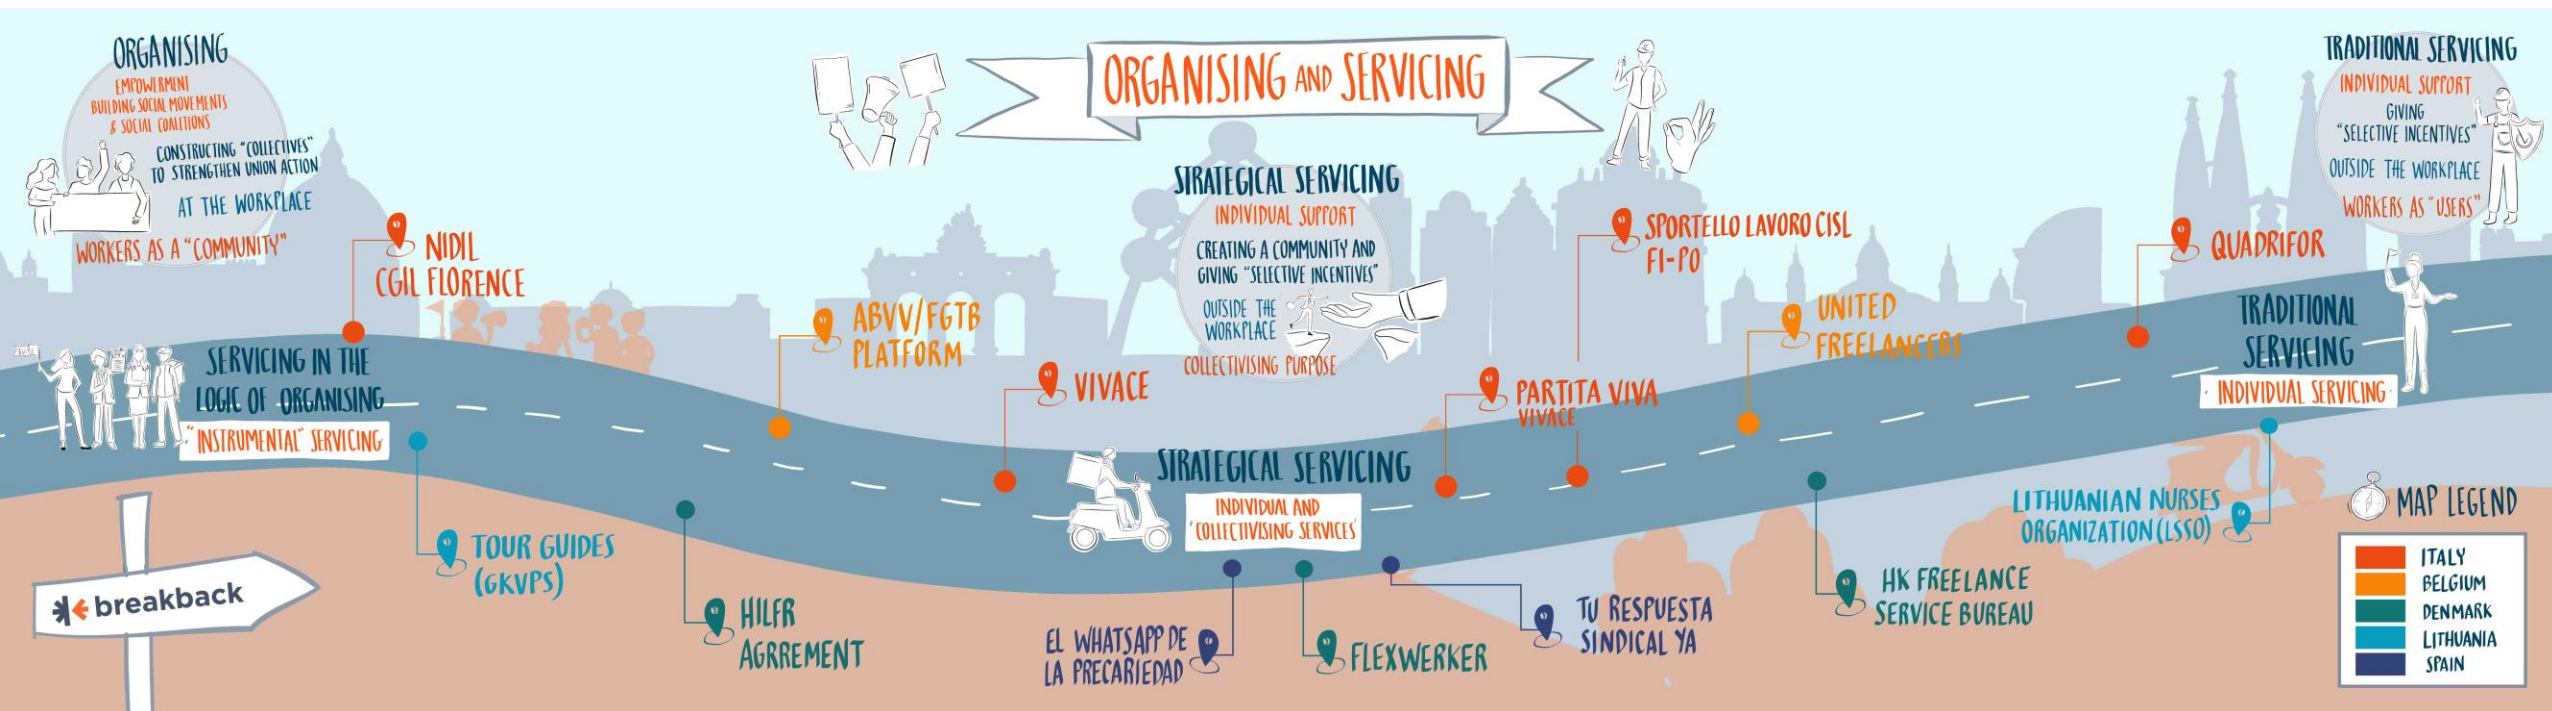 ORGANISING AND SERVICING
ORGANISING
EMPOWERMENT
BUILDING SOCIAL MOVEMENTS
& SOCIAL COALITIONS
CONSTRUCTING "COLLECTIVES"
TO STRENGTHEN UNION ACTION
AT THE WORKPLACE
WORKERS AS A "COMMUNITY"
STRATEGICAL SERVICING
INDIVIDUAL SUPPORT
CREATING A COMMUNITY AND
GIVING "SELECTIVE INCENTIVES"
OUTSIDE THE
WORKPLACE
COLLECTIVISING PURPOSE
TRADITIONAL SERVICING
INDIVIDUAL SUPPORT
GIVING
"SELECTIVE INCENTIVES"
OUTSIDE THE WORKPLACE
WORKERS AS "USERS"
NIDIL
CGIL FLORENCE
ABVV/FGTB
PLATFORM
VIVACE
PARTITA VIVA
VIVACE
SPORTELLO LAVORO CISL
FI-PO
UNITED
FREELANCERS
QUADRIFOR
SERVICING IN THE
LOGIC OF ORGANISING
"INSTRUMENTAL" SERVICING
STRATEGICAL SERVICING
INDIVIDUAL AND
'COLLECTIVISING SERVICES'
TRADITIONAL
SERVICING
' INDIVIDUAL SERVICING '
TOUR GUIDES
(GKVPS)
HILFR
AGRREMENT
EL WHATSAPP DE
LA PRECARIEDAD
FLEXWERKER
TU RESPUESTA
SINDICAL YA
HK FREELANCE
SERVICE BUREAU
LITHUANIAN NURSES
ORGANIZATION (LSSO)
breakback
MAP LEGEND
ITALY
BELGIUM
DENMARK
LITHUANIA
SPAIN